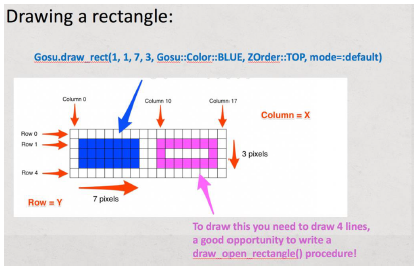 Drawing a rectangle:
Gosu.draw_rect(1, 1, 7, 3, Gosu::Color::BLUE, ZOrder::TOP, mode=:default)
Column 0
Column 10
Column 17
Column = X
Row 0
Row 1
3 pixels
Row 4
7 pixels
Row = Y
To draw this you need to draw 4 lines,
a good opportunity to write a
draw_open_rectangle() procedure!